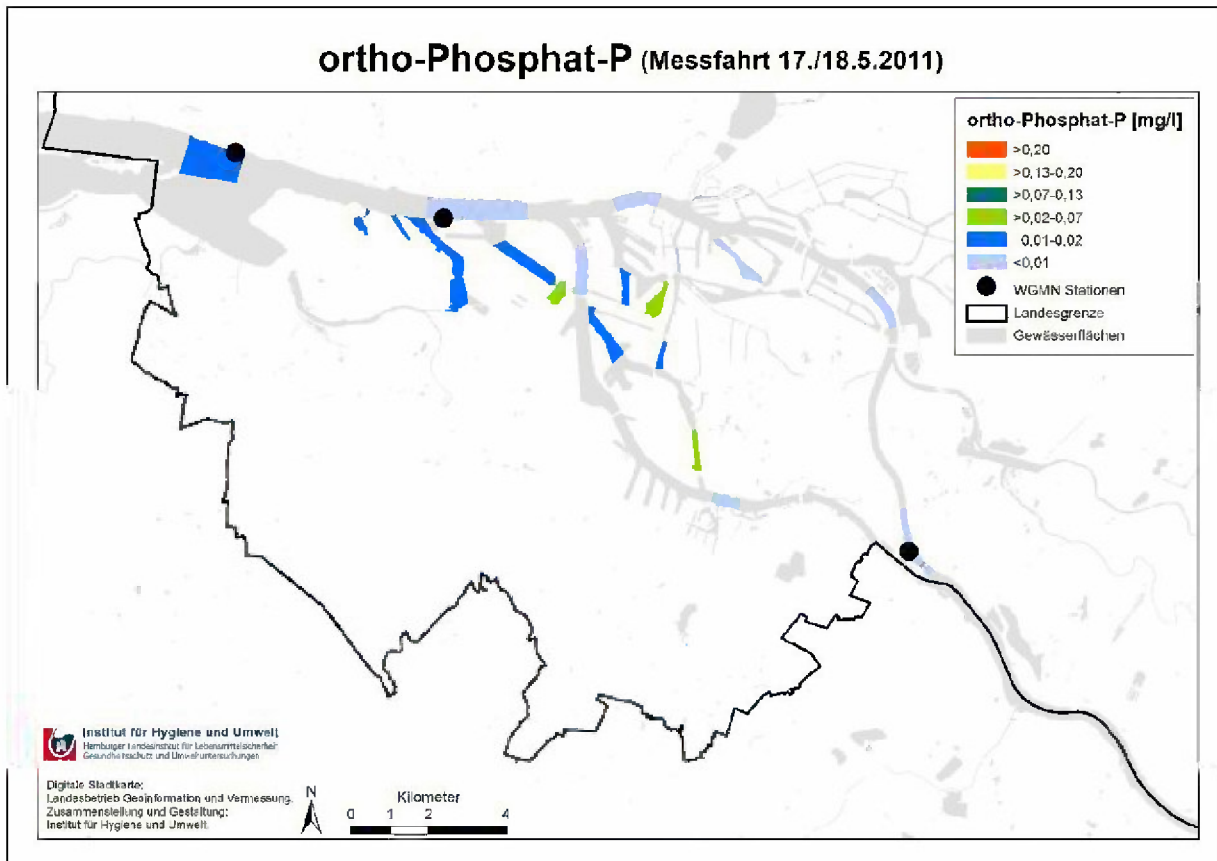 ortho-Phosphat-P (Messfahrt 17./18.5.2011)
ortho-Phosphat-P [mg/l]
>0,20
>0,13-0,20
>0,07-0,13
>0,02-0,07
0,01-0,02
<0,01
WGMN Stationen
Landesgrenze
Gewässerflächen
Institut für Hygiene und Umwelt
Hamburger Landesinstitut für Lebensmittelsicherheit
Gesundheitsschutz und Umweltuntersuchungen
Digitale Stadtkarte:
Landesbetrieb Geoinformation und Vermessung.
Zusammenstellung und Gestaltung:
Institut für Hygiene und Umwelt.
N
Kilometer
0 1 2 4